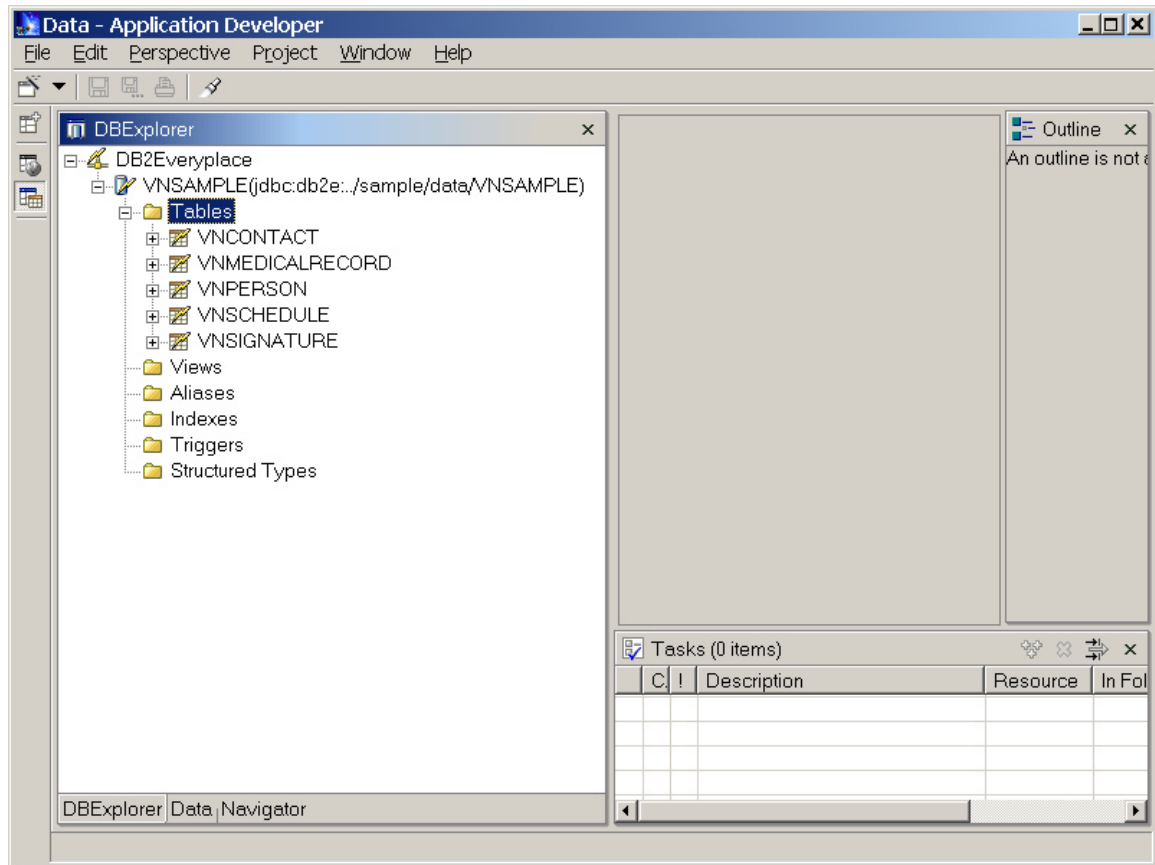 Data - Application Developer
File Edit Perspective Project Window Help
DBExplorer
DB2Everyplace
VNSAMPLE(jdbc:db2e:../sample/data/VNSAMPLE)
Tables
VNCONTACT
VNMEDICALRECORD
VNPERSON
VNSCHEDULE
VNSIGNATURE
Views
Aliases
Indexes
Triggers
Structured Types
DBExplorer Data Navigator
Outline
An outline is not a
Tasks (0 items)
C. ! Description Resource In Fol